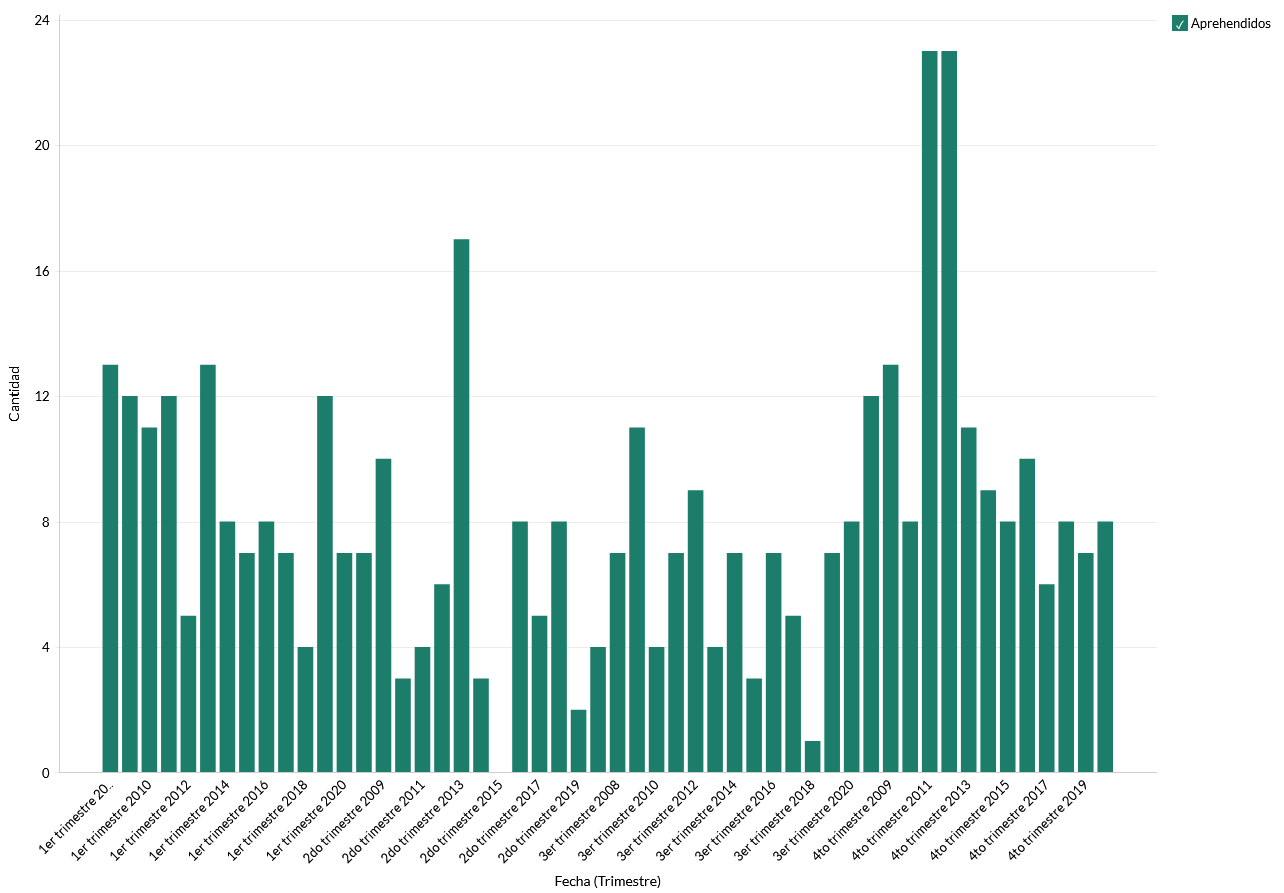 24
20
16
12
8
4
0
Cantidad
1er trimestre 20..
1er trimestre 2010
1er trimestre 2012
1er trimestre 2014
1er trimestre 2016
1er trimestre 2018
1er trimestre 2020
2do trimestre 2009
2do trimestre 2011
2do trimestre 2013
2do trimestre 2015
2do trimestre 2017
2do trimestre 2019
3er trimestre 2008
3er trimestre 2010
3er trimestre 2012
3er trimestre 2014
3er trimestre 2016
3er trimestre 2018
3er trimestre 2020
4to trimestre 2009
4to trimestre 2011
4to trimestre 2013
4to trimestre 2015
4to trimestre 2017
4to trimestre 2019
Fecha (Trimestre)
Aprehendidos